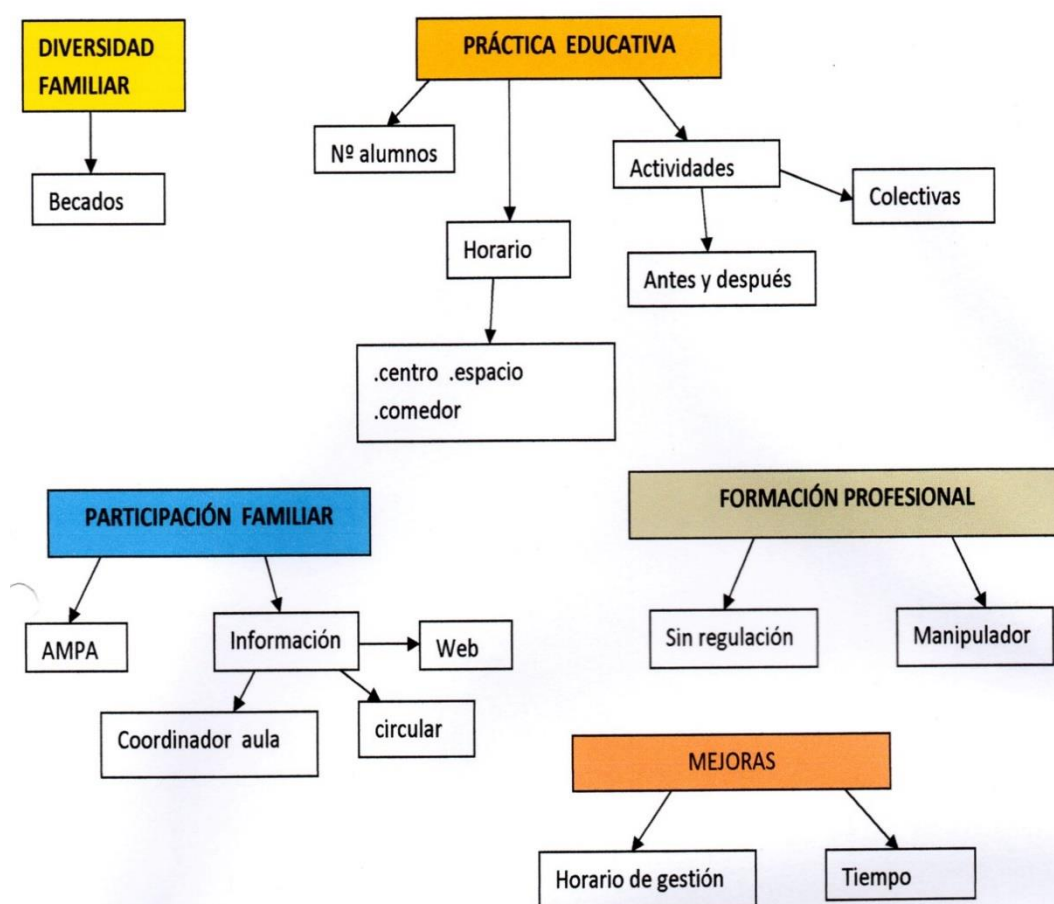 DIVERSIDAD
FAMILIAR
Becados
PRÁCTICA EDUCATIVA
Nº alumnos
Horario
.centro .espacio
.comedor
Actividades
Antes y después
Colectivas
PARTICIPACIÓN FAMILIAR
AMPA
Información
Web
Coordinador aula
circular
FORMACIÓN PROFESIONAL
Sin regulación
Manipulador
MEJORAS
Horario de gestión
Tiempo